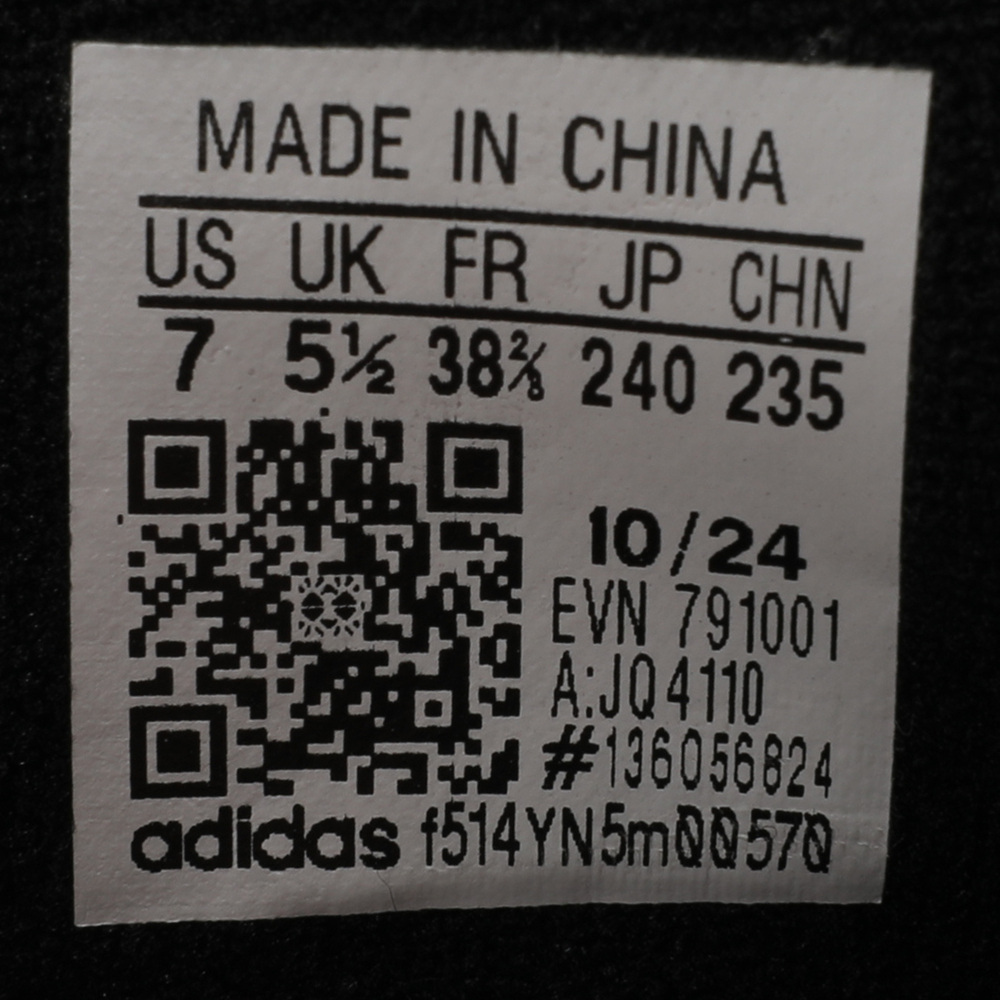 MADE IN CHINA
US UK FR JP CHN
7 5½ 38⅔ 240 235
10/24
EVN 791001
A:JQ4110
#136056824
adidas f514YN5m00570